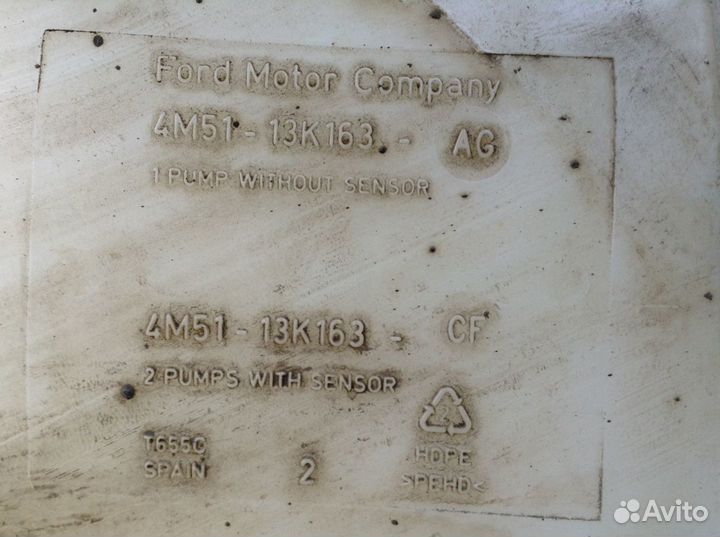 Ford Motor Company
4M51 - 13K163 - AG
1 PUMP WITHOUT SENSOR
4M51 - 13K163 - CF
2 PUMPS WITH SENSOR
T655G
SPAIN
2
2
HDPE
>PEHD<
Avito